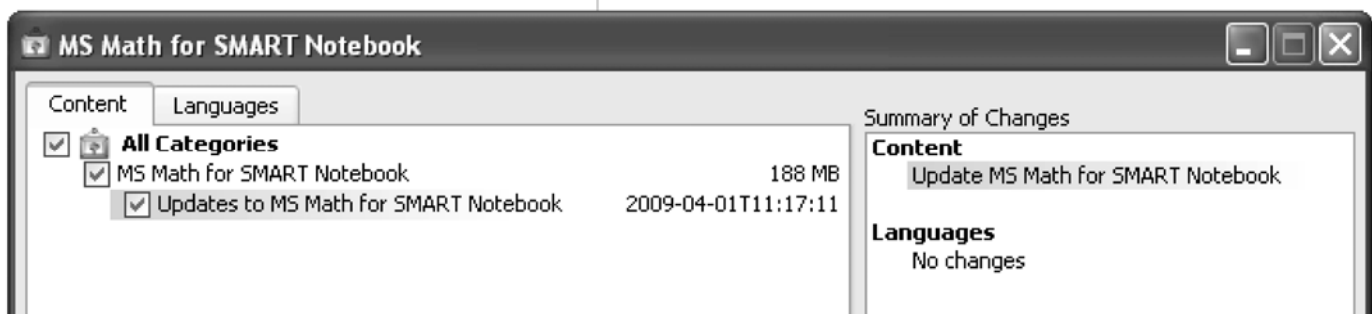 MS Math for SMART Notebook
Content Languages
All Categories
MS Math for SMART Notebook 188 MB
Updates to MS Math for SMART Notebook 2009-04-01T11:17:11
Summary of Changes
Content
Update MS Math for SMART Notebook
Languages
No changes